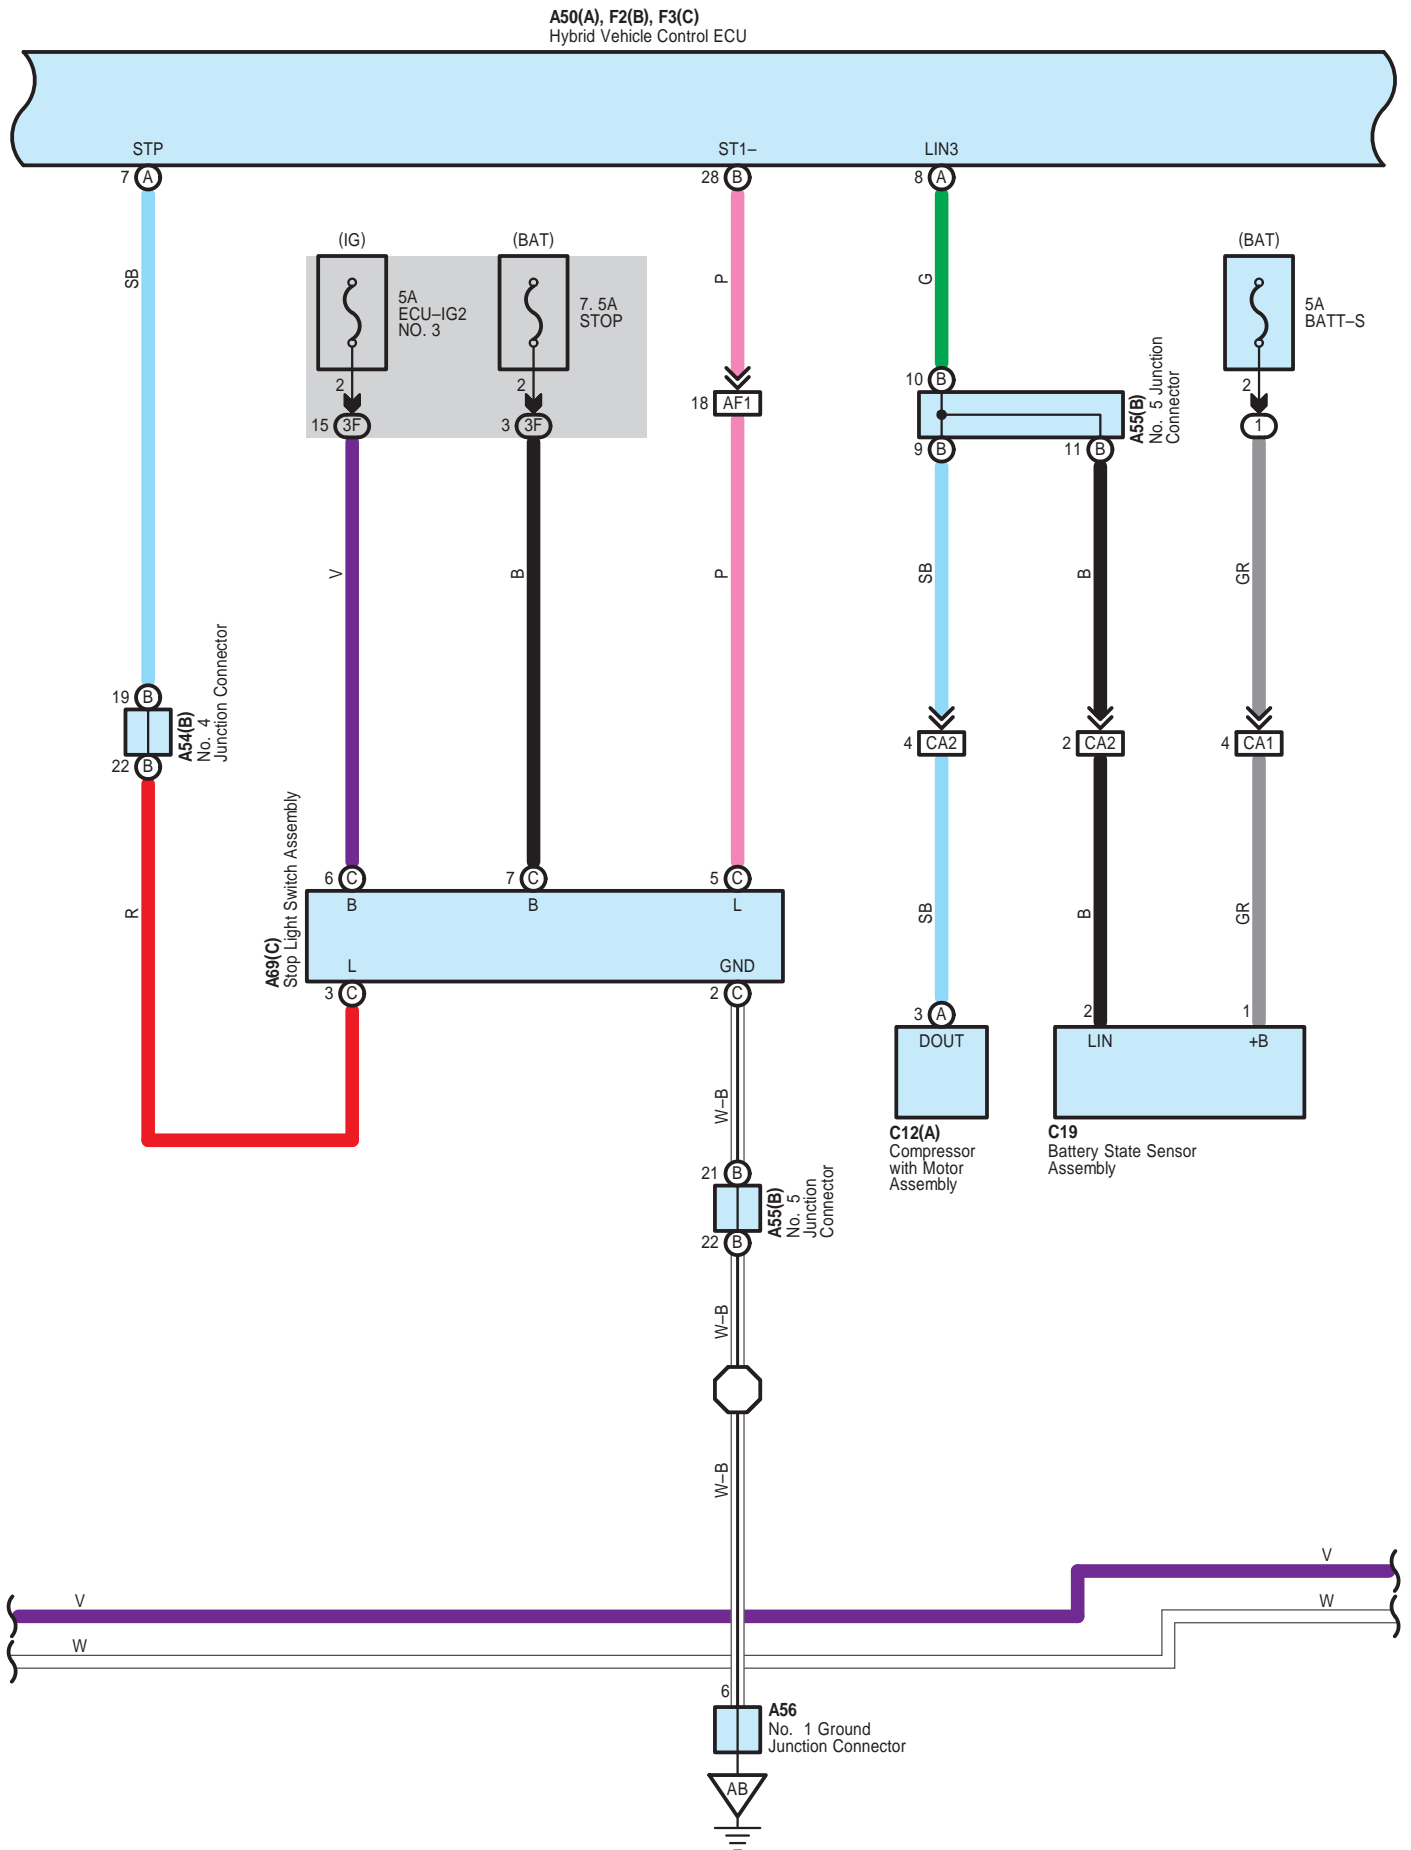 A50(A), F2(B), F3(C)
Hybrid Vehicle Control ECU
STP
ST1–
LIN3
7 A
28 B
8 A
(IG)
(BAT)
(BAT)
SB
P
G
5A
ECU–IG2
NO. 3
7. 5A
STOP
5A
BATT–S
2
2
2
10 B
18 AF1
15 3F
3 3F
1
A55(B)
No. 5 Junction
Connector
9 B
11 B
V
B
P
SB
B
GR
19 B
A54(B)
No. 4
Junction Connector
22 B
4 CA2
2 CA2
4 CA1
6 C
7 C
5 C
A69(C)
Stop Light Switch Assembly
B
B
L
R
SB
B
GR
L
GND
3 C
2 C
3 A
2
1
DOUT
LIN
+B
W–B
C12(A)
Compressor
with Motor
Assembly
C19
Battery State Sensor
Assembly
21 B
A55(B)
No. 5
Junction
Connector
22 B
W–B
W–B
V
V
W
W
6
A56
No. 1 Ground
Junction Connector
AB